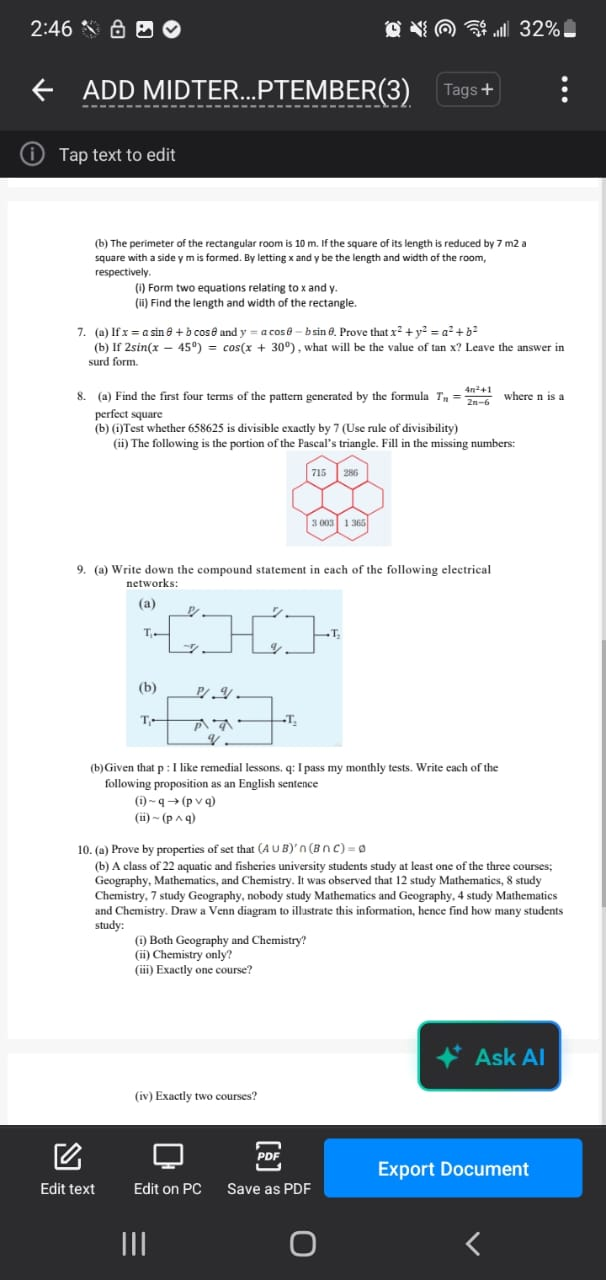 2:46
32%
ADD MIDTER...PTEMBER(3)
Tags +
Tap text to edit
(b) The perimeter of the rectangular room is 10 m. If the square of its length is reduced by 7 m2 a
square with a side y m is formed. By letting x and y be the length and width of the room,
respectively.
(i) Form two equations relating to x and y.
(ii) Find the length and width of the rectangle.
7. (a) If x = a sin θ + b cos θ and y = a cos θ − b sin θ. Prove that x² + y² = a² + b²
(b) If 2sin(x − 45⁰) = cos(x + 30⁰), what will be the value of tan x? Leave the answer in
surd form.
8. (a) Find the first four terms of the pattern generated by the formula Tₙ = (4n²+1)/(2n−6) where n is a
perfect square
(b) (i)Test whether 658625 is divisible exactly by 7 (Use rule of divisibility)
(ii) The following is the portion of the Pascal's triangle. Fill in the missing numbers:
715 286
3 003 1 365
9. (a) Write down the compound statement in each of the following electrical
networks:
(a)
p r
T₁ T₂
~r q
(b)
p q
T₁ p q T₂
q
(b)Given that p : I like remedial lessons. q: I pass my monthly tests. Write each of the
following proposition as an English sentence
(i) ~ q → (p ∨ q)
(ii) ~ (p ∧ q)
10. (a) Prove by properties of set that (A ∪ B)' ∩ (B ∩ C) = ∅
(b) A class of 22 aquatic and fisheries university students study at least one of the three courses;
Geography, Mathematics, and Chemistry. It was observed that 12 study Mathematics, 8 study
Chemistry, 7 study Geography, nobody study Mathematics and Geography, 4 study Mathematics
and Chemistry. Draw a Venn diagram to illustrate this information, hence find how many students
study:
(i) Both Geography and Chemistry?
(ii) Chemistry only?
(iii) Exactly one course?
Ask AI
(iv) Exactly two courses?
PDF
Edit text
Edit on PC
Save as PDF
Export Document